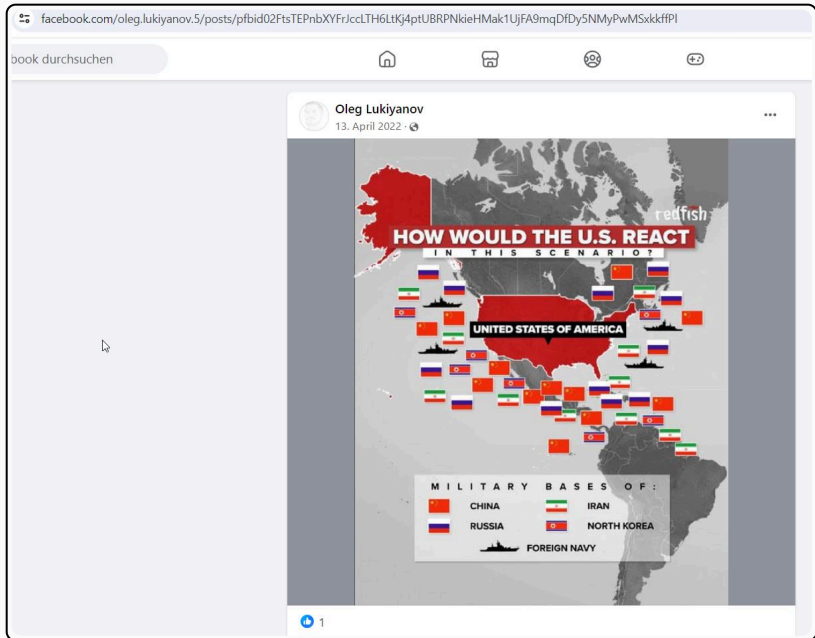 facebook.com/oleg.lukiyanov.5/posts/pfbid02FtsTEPnbXYFrJccLTH6LtKj4ptUBRPNkieHMak1UjFA9mqDfDy5NMyPwMSxkkffPl
book durchsuchen
Oleg Lukiyanov
13. April 2022 ·
redfish
HOW WOULD THE U.S. REACT
IN THIS SCENARIO?
UNITED STATES OF AMERICA
MILITARY BASES OF:
CHINA IRAN
RUSSIA NORTH KOREA
FOREIGN NAVY
1